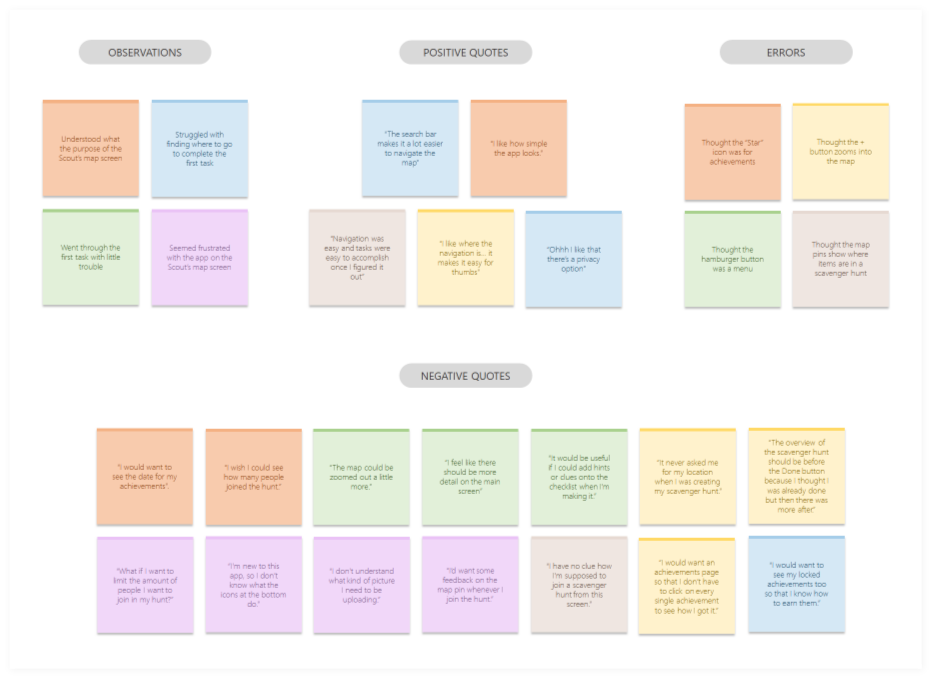 OBSERVATIONS
Understood what
the purpose of the
Scout's map screen
Struggled with
finding where to go
to complete the
first task
Went through the
first task with little
trouble
Seemed frustrated
with the app on the
Scout's map screen
POSITIVE QUOTES
"The search bar
makes it a lot easier
to navigate the
map"
"I like how simple
the app looks."
"Navigation was
easy and tasks were
easy to accomplish
once I figured it
out"
"I like where the
navigation is... it
makes it easy for
thumbs"
"Ohhh I like that
there's a privacy
option"
ERRORS
Thought the "Star"
icon was for
achievements
Thought the +
button zooms into
the map
Thought the
hamburger button
was a menu
Thought the map
pins show where
items are in a
scavenger hunt
NEGATIVE QUOTES
"I would want to
see the date for my
achievements".
"I wish I could see
how many people
joined the hunt."
"The map could be
zoomed out a little
more."
"I feel like there
should be more
detail on the main
screen"
"It would be useful
if I could add hints
or clues onto the
checklist when I'm
making it."
"It never asked me
for my location
when I was creating
my scavenger hunt."
"The overview of
the scavenger hunt
should be before
the Done button
because I thought I
was already done
but then there was
more after"
"What if I want to
limit the amount of
people I want to
join in my hunt?"
"I'm new to this
app, so I don't
know what the
icons at the bottom
do."
"I don't understand
what kind of picture
I need to be
uploading."
"I'd want some
feedback on the
map pin whenever I
join the hunt."
"I have no clue how
I'm supposed to
join a scavenger
hunt from this
screen."
"I would want an
achievements page
so that I don't have
to click on every
single achievement
to see how I got it."
"I would want to
see my locked
achievements too
so that I know how
to earn them."